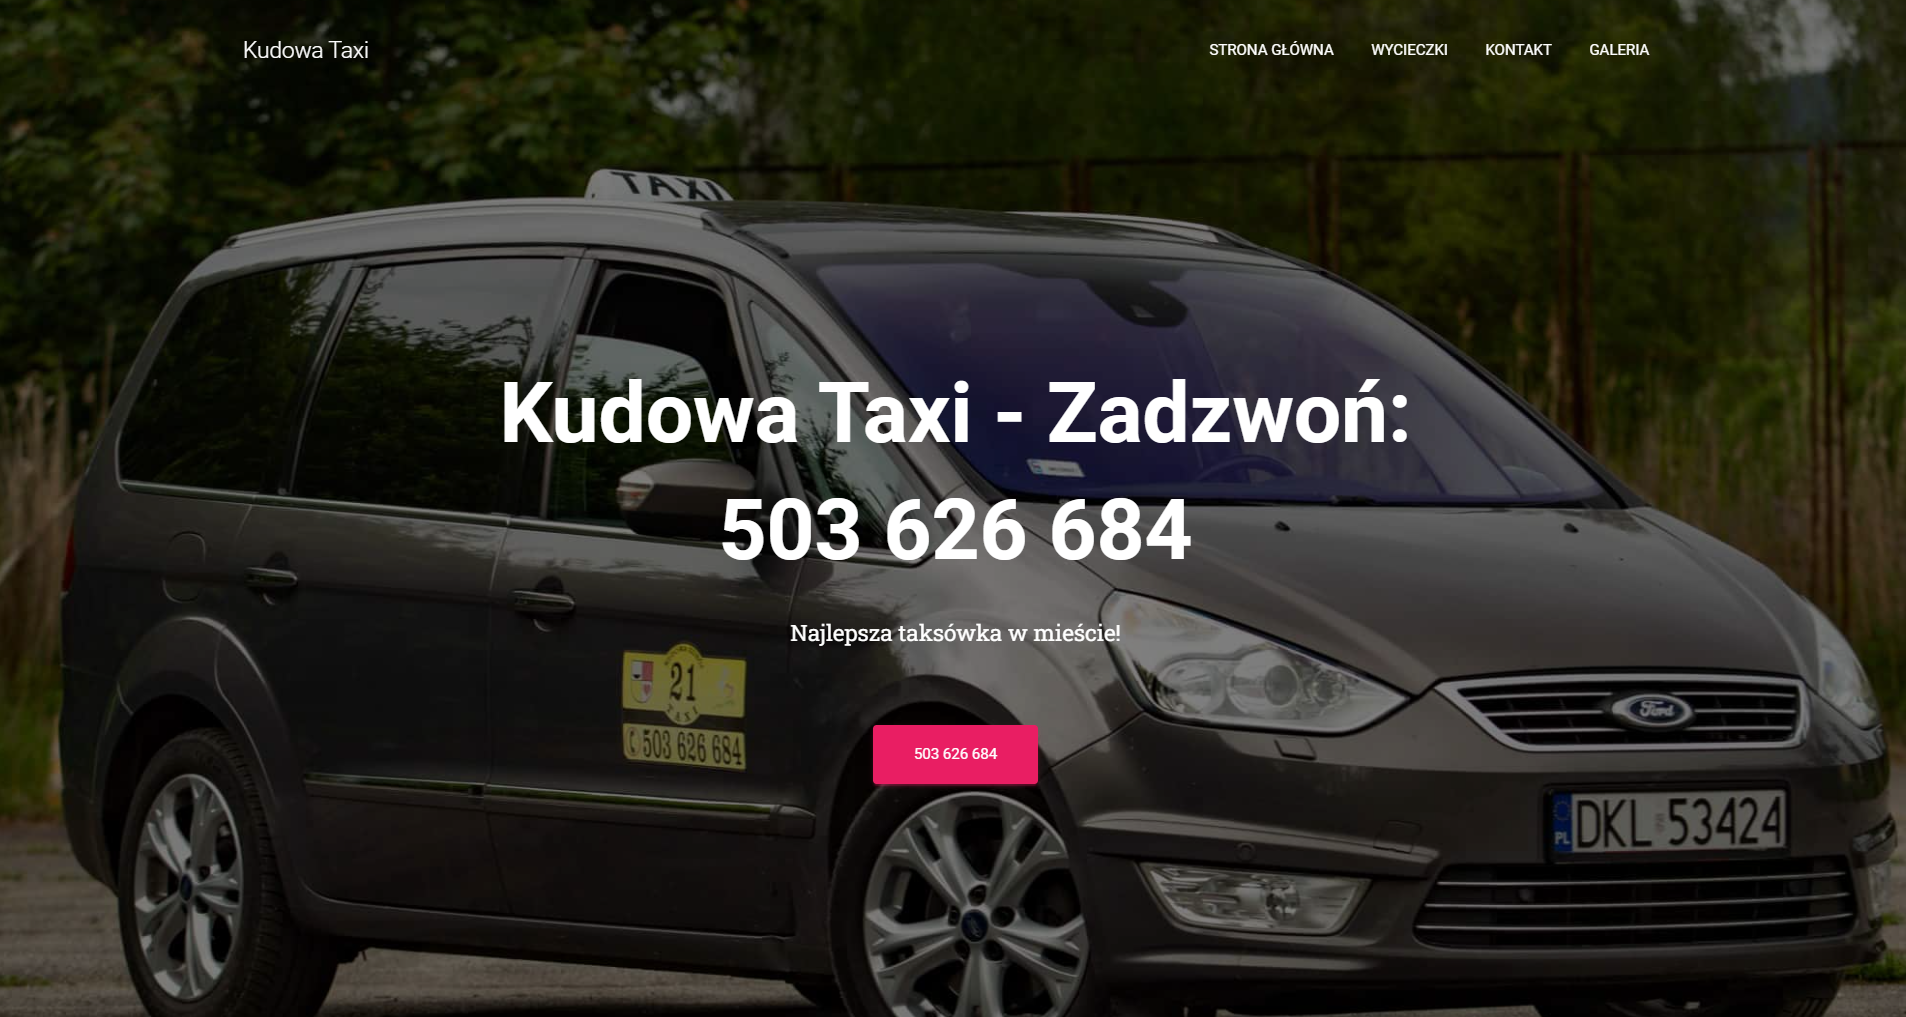 Kudowa Taxi
STRONA GŁÓWNA WYCIECZKI KONTAKT GALERIA
TAXI
Kudowa Taxi - Zadzwoń:
503 626 684
Najlepsza taksówka w mieście!
21
TAXI
503 626 684
503 626 684
Ford
PL DKL 53424